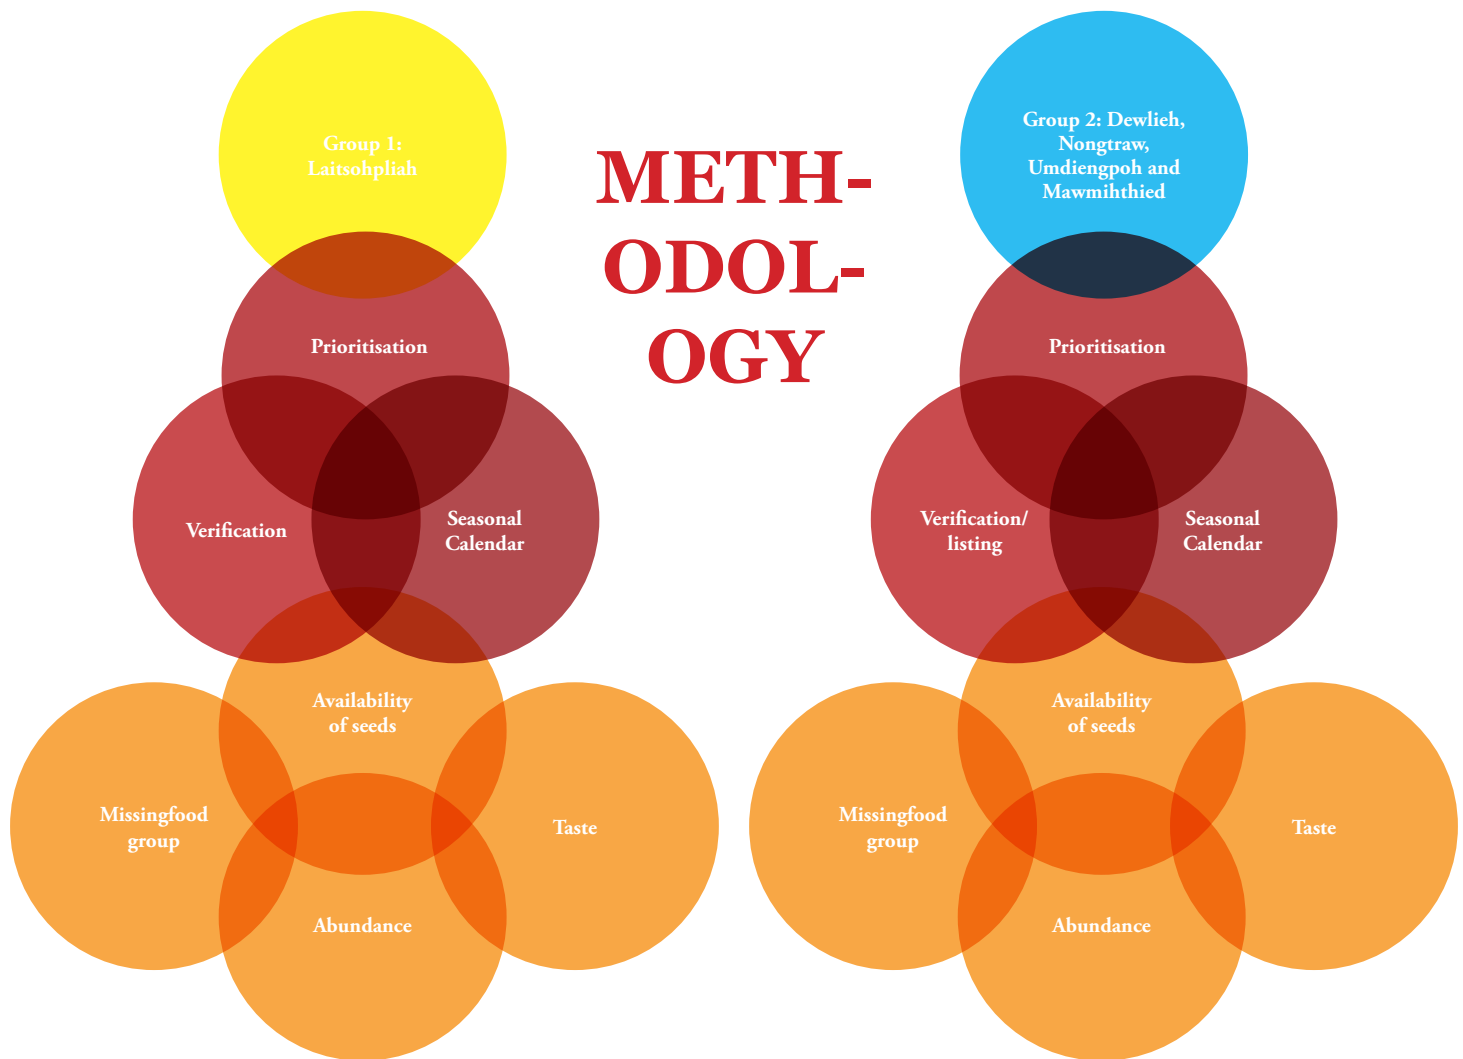 Group 1:
Laitsohpliah
Prioritisation
Verification
Seasonal
Calendar
Availability
of seeds
Missingfood
group
Taste
Abundance
METH-
ODOL-
OGY
Group 2: Dewlieh,
Nongtraw,
Umdiengpoh and
Mawmihthied
Prioritisation
Verification/
listing
Seasonal
Calendar
Availability
of seeds
Missingfood
group
Taste
Abundance